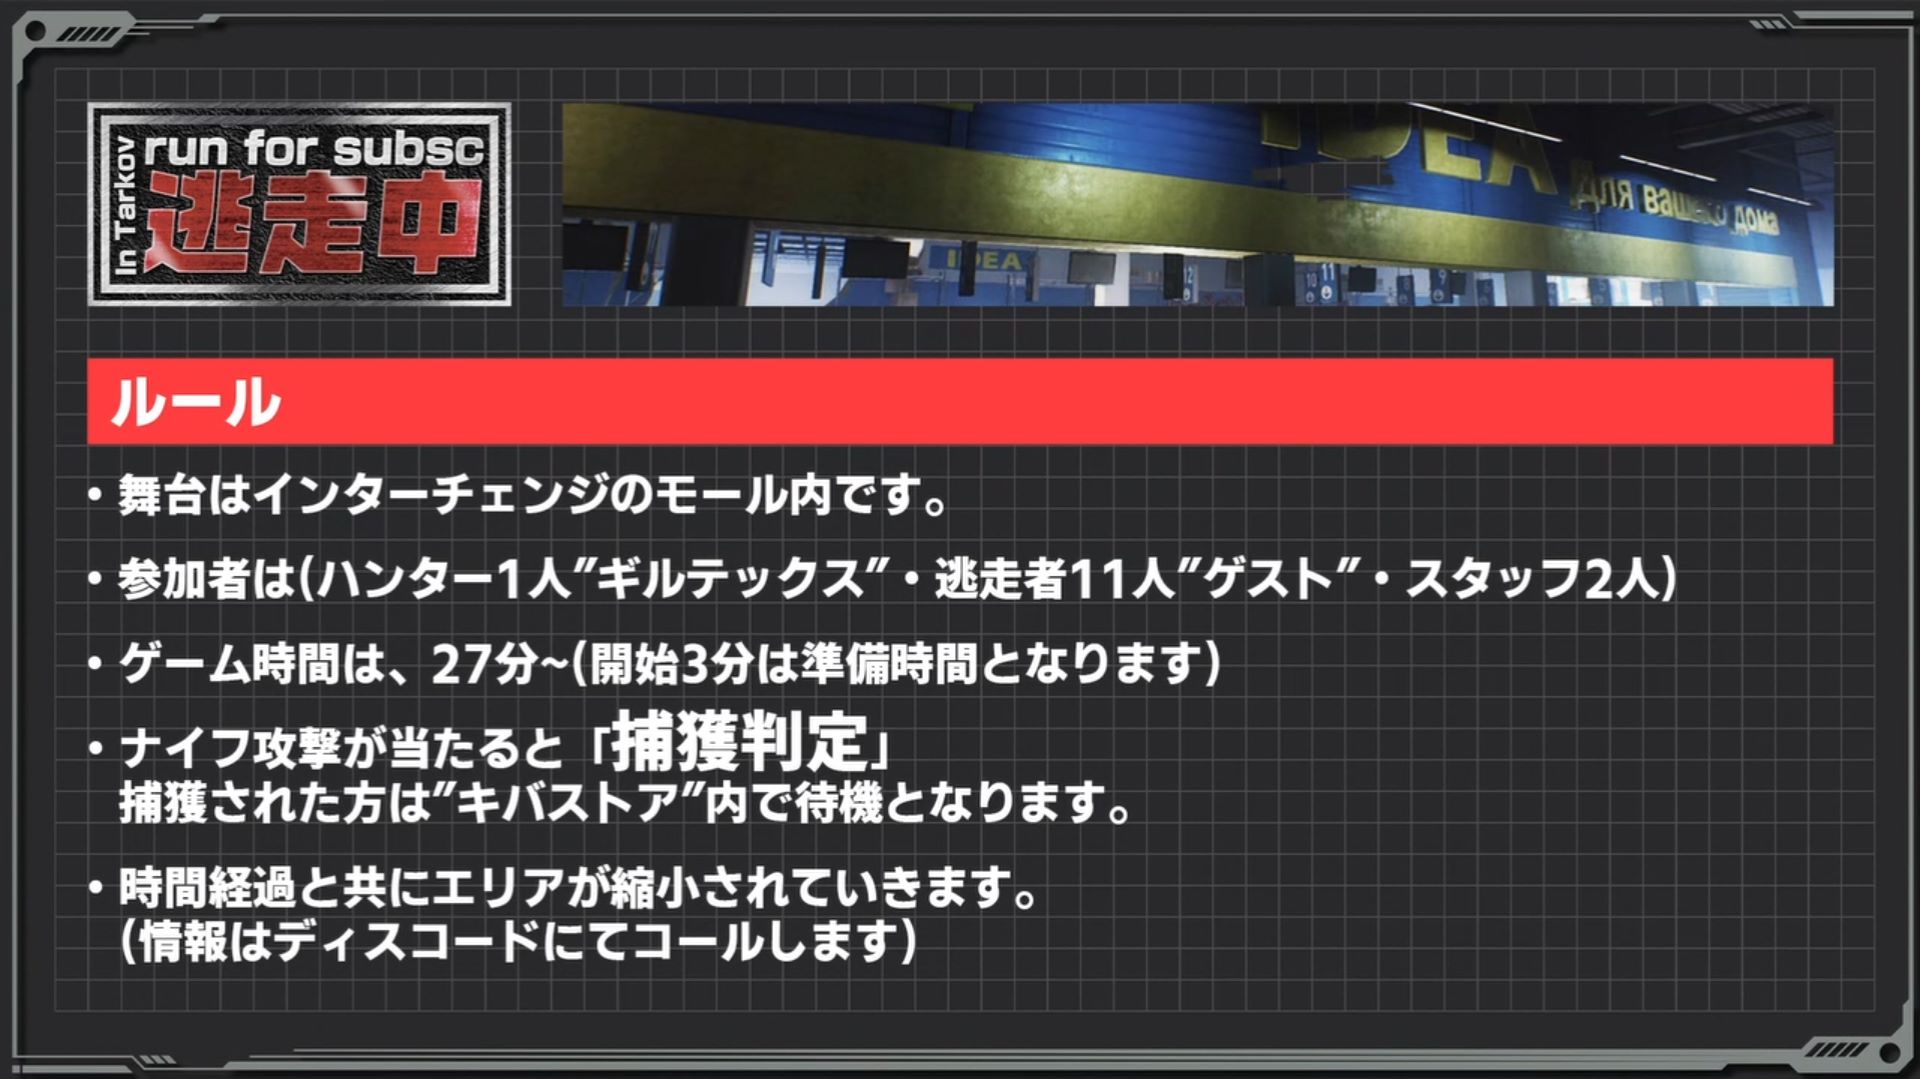 run for subsc
In Tarkov
逃走中
IDEA
для вашего дома
IDEA
12
10
11
9
ルール
・舞台はインターチェンジのモール内です。
・参加者は(ハンター1人”ギルテックス”・逃走者11人”ゲスト”・スタッフ2人)
・ゲーム時間は、27分~(開始3分は準備時間となります)
・ナイフ攻撃が当たると「捕獲判定」
捕獲された方は”キバストア”内で待機となります。
・時間経過と共にエリアが縮小されていきます。
(情報はディスコードにてコールします)